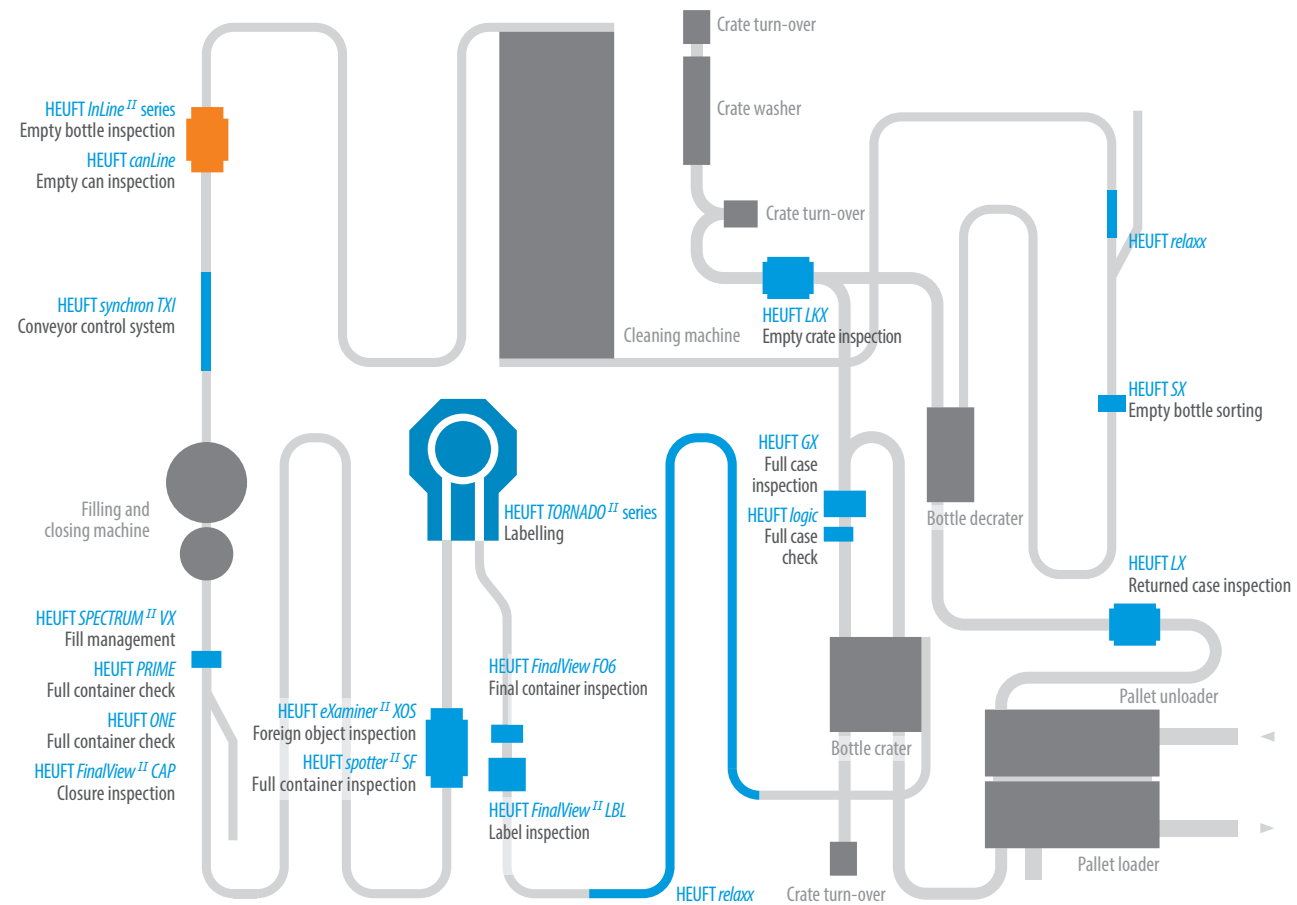 Crate turn-over
Crate washer
Crate turn-over
HEUFT InLine II series
Empty bottle inspection
HEUFT canLine
Empty can inspection
HEUFT relaxx
HEUFT synchron TXI
Conveyor control system
HEUFT LKX
Empty crate inspection
Cleaning machine
HEUFT SX
Empty bottle sorting
HEUFT GX
Full case
inspection
HEUFT logic
Full case
check
Filling and
closing machine
HEUFT TORNADO II series
Labelling
Bottle decrater
HEUFT LX
Returned case inspection
HEUFT SPECTRUM II VX
Fill management
HEUFT PRIME
Full container check
HEUFT ONE
Full container check
HEUFT FinalView II CAP
Closure inspection
HEUFT eXaminer II XOS
Foreign object inspection
HEUFT spotter II SF
Full container inspection
HEUFT FinalView FO6
Final container inspection
HEUFT FinalView II LBL
Label inspection
Pallet unloader
Bottle crater
Pallet loader
Crate turn-over
HEUFT relaxx